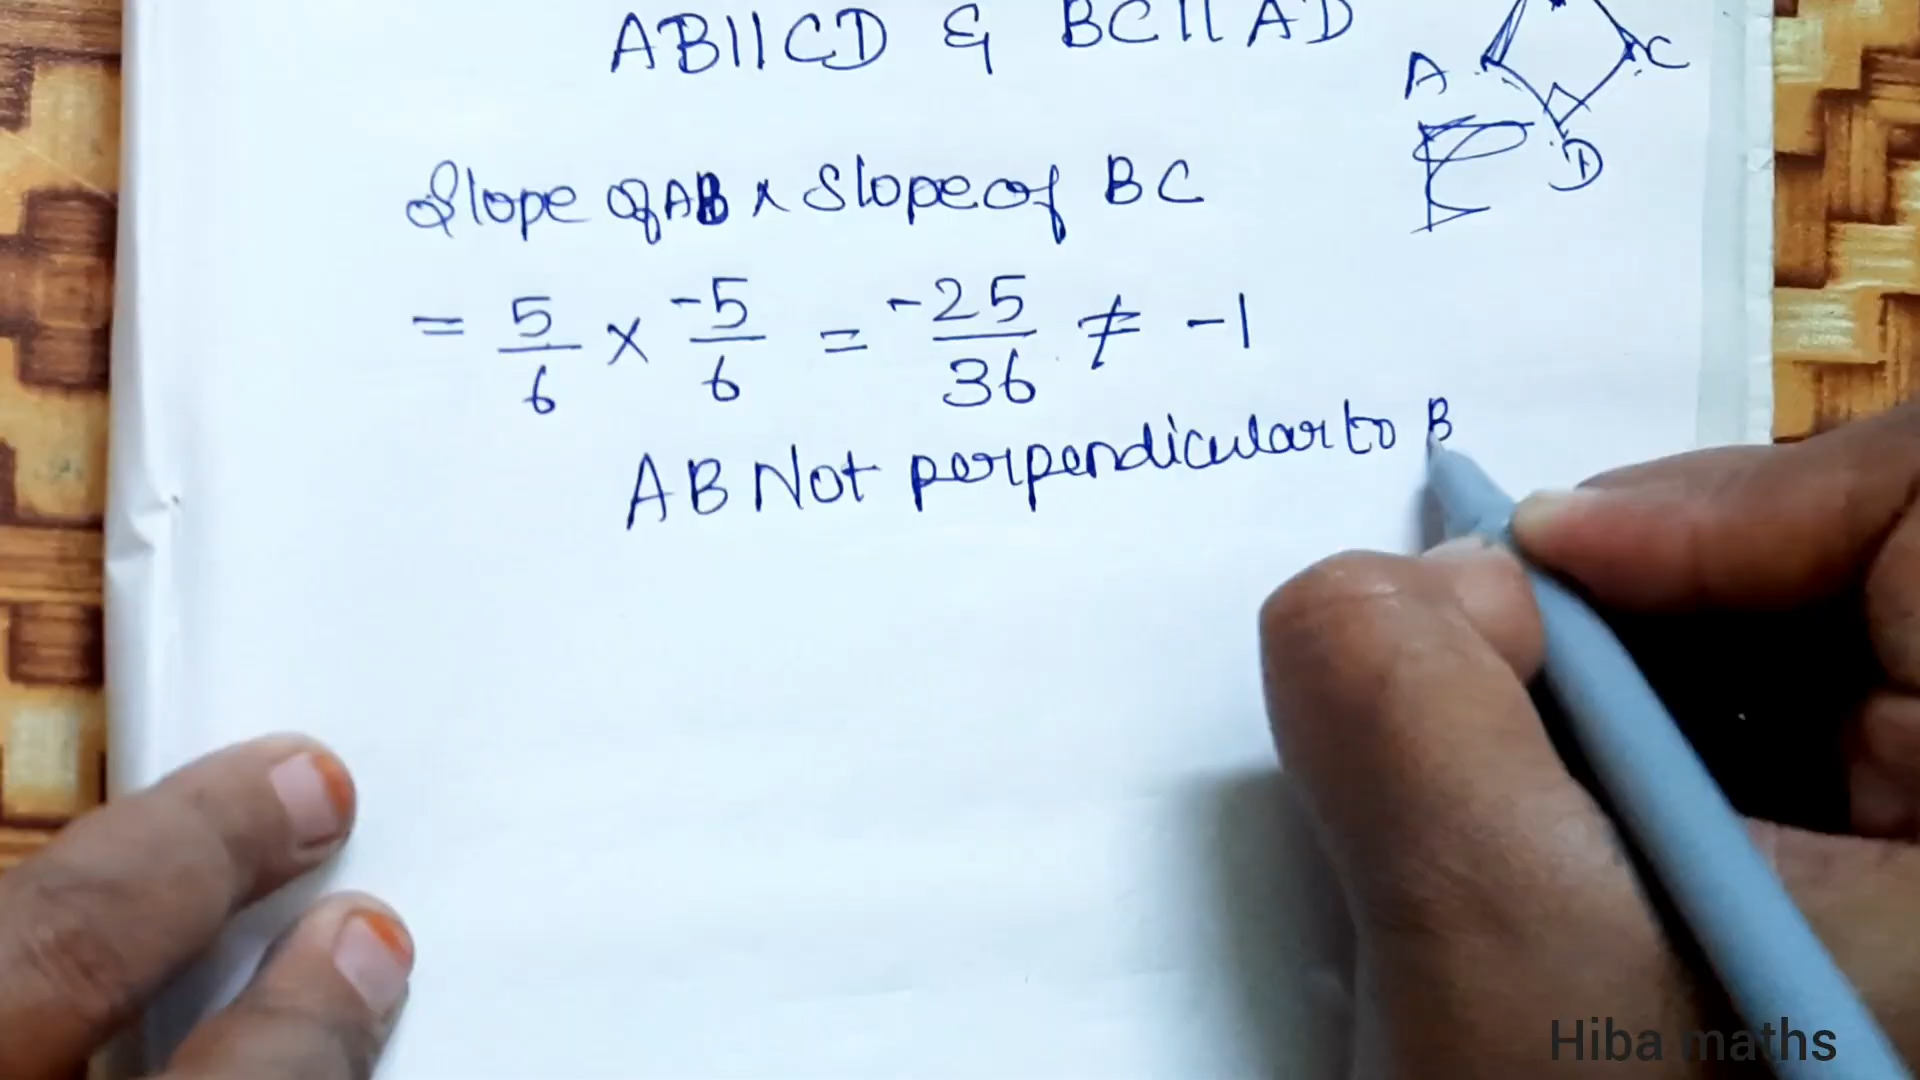 AB||CD & BC||AD
A
C
D
Slope of AB × Slope of BC
= 5/6 × -5/6 = -25/36 ≠ -1
AB Not perpendicular to B
Hiba maths